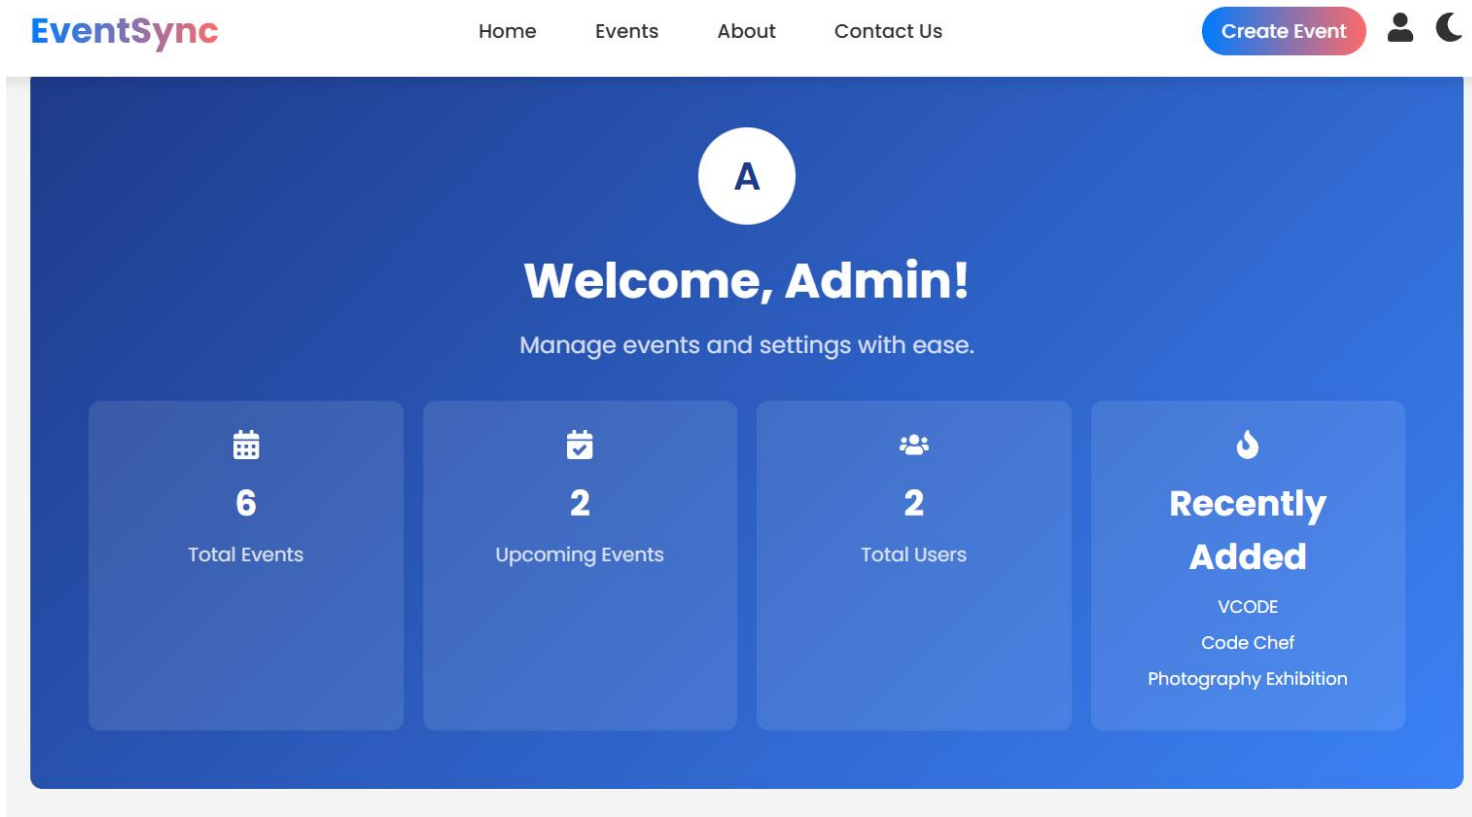 EventSync
Home
Events
About
Contact Us
Create Event
A
Welcome, Admin!
Manage events and settings with ease.
6
Total Events
2
Upcoming Events
2
Total Users
Recently
Added
VCODE
Code Chef
Photography Exhibition